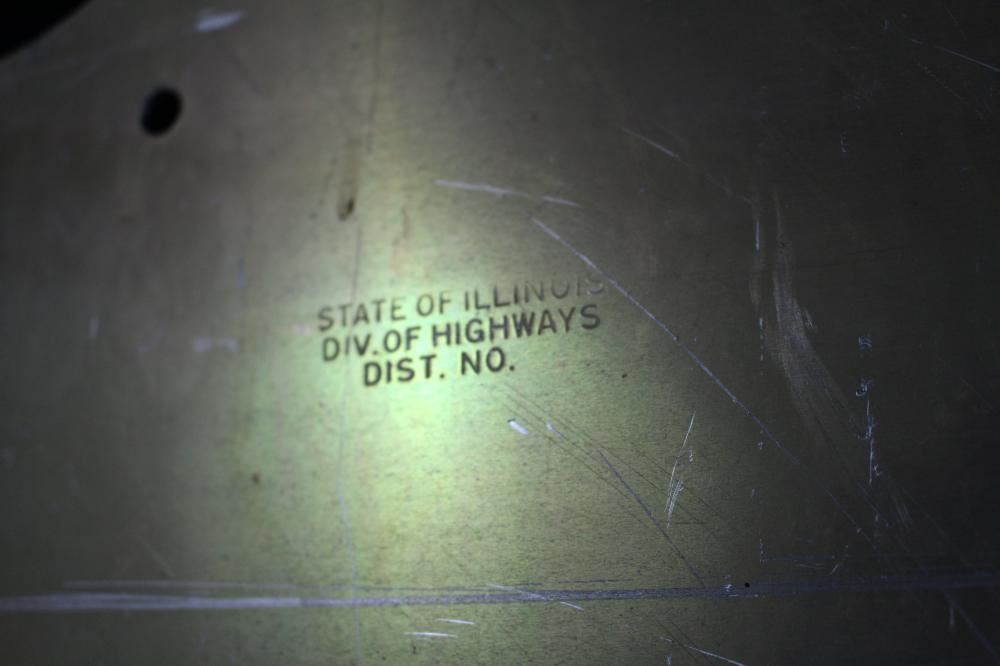 STATE OF ILLINOIS
DIV. OF HIGHWAYS
DIST. NO.